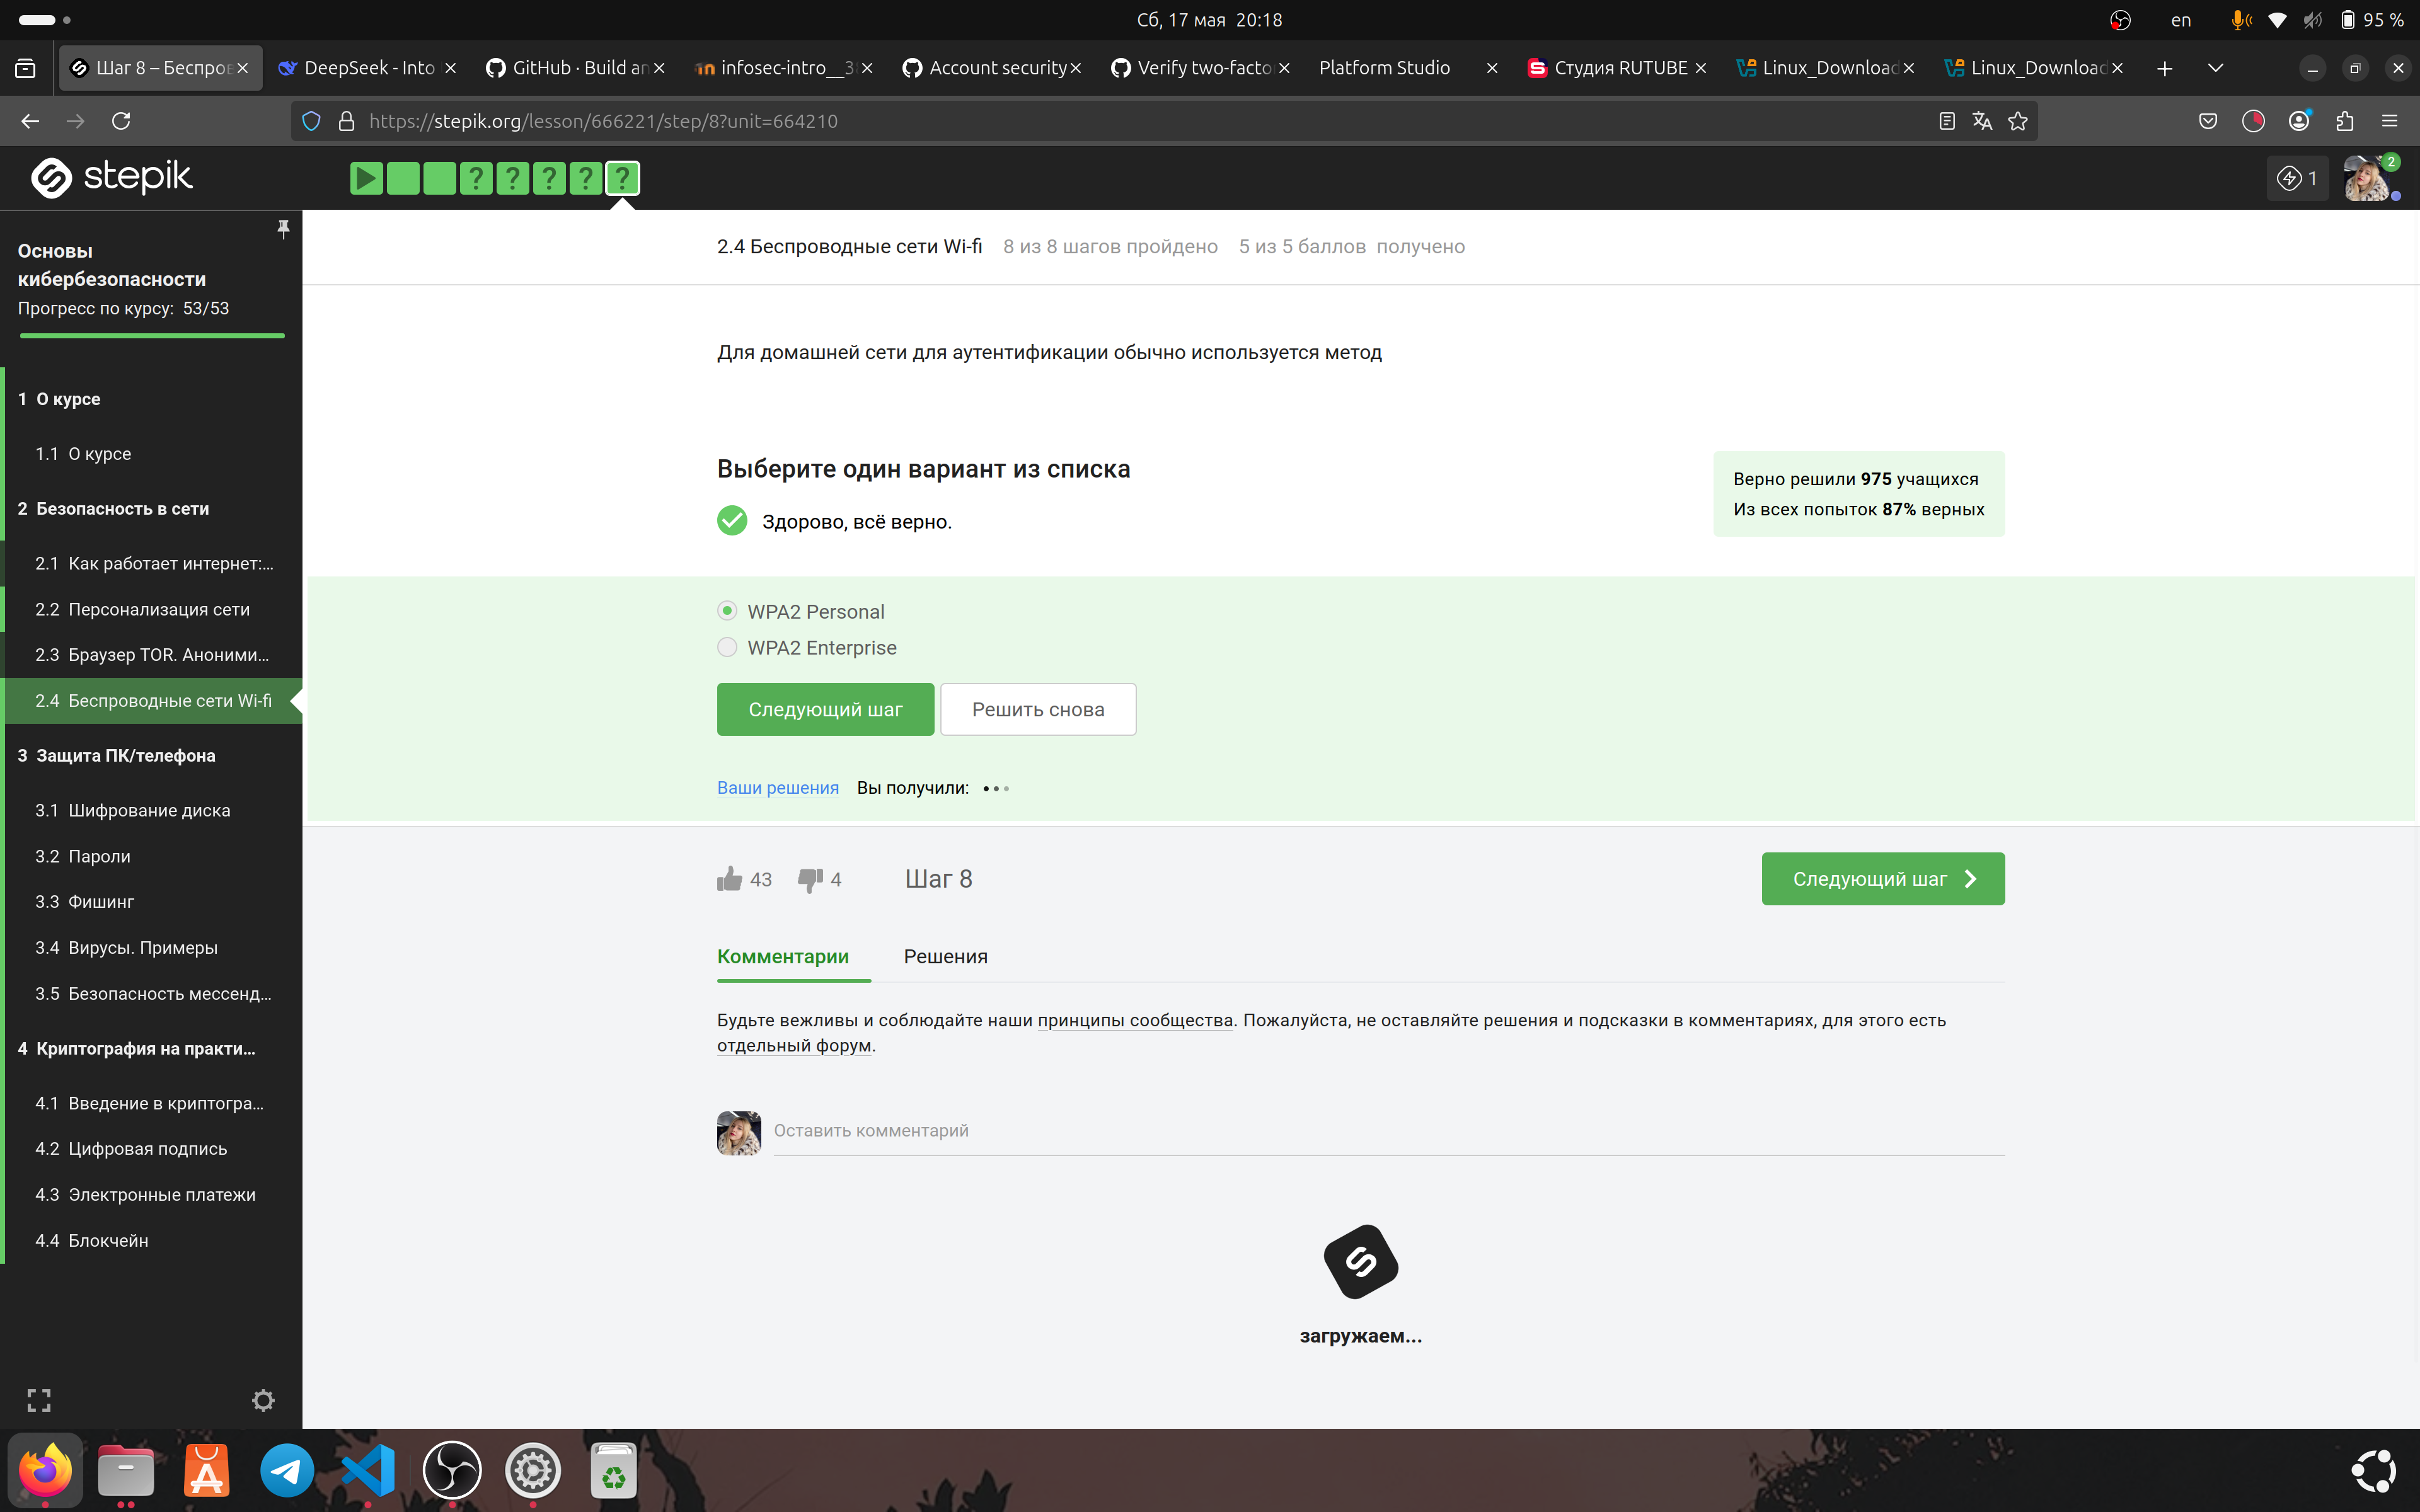 Сб, 17 мая 20:18
en
95 %
Шаг 8 – Беспров
DeepSeek - Into
GitHub · Build an
infosec-intro__3
Account security
Verify two-facto
Platform Studio
Студия RUTUBE
Linux_Download
Linux_Download
https://stepik.org/lesson/666221/step/8?unit=664210
stepik
? ? ? ? ?
1
2
Основы
кибербезопасности
Прогресс по курсу: 53/53
1 О курсе
1.1 О курсе
2 Безопасность в сети
2.1 Как работает интернет:...
2.2 Персонализация сети
2.3 Браузер TOR. Аноними...
2.4 Беспроводные сети Wi-fi
3 Защита ПК/телефона
3.1 Шифрование диска
3.2 Пароли
3.3 Фишинг
3.4 Вирусы. Примеры
3.5 Безопасность мессенд...
4 Криптография на практи...
4.1 Введение в криптогра...
4.2 Цифровая подпись
4.3 Электронные платежи
4.4 Блокчейн
2.4 Беспроводные сети Wi-fi 8 из 8 шагов пройдено 5 из 5 баллов получено
Для домашней сети для аутентификации обычно используется метод
Выберите один вариант из списка
Здорово, всё верно.
Верно решили 975 учащихся
Из всех попыток 87% верных
WPA2 Personal
WPA2 Enterprise
Следующий шаг
Решить снова
Ваши решения Вы получили:
43
4
Шаг 8
Следующий шаг
Комментарии
Решения
Будьте вежливы и соблюдайте наши принципы сообщества. Пожалуйста, не оставляйте решения и подсказки в комментариях, для этого есть
отдельный форум.
Оставить комментарий
загружаем...